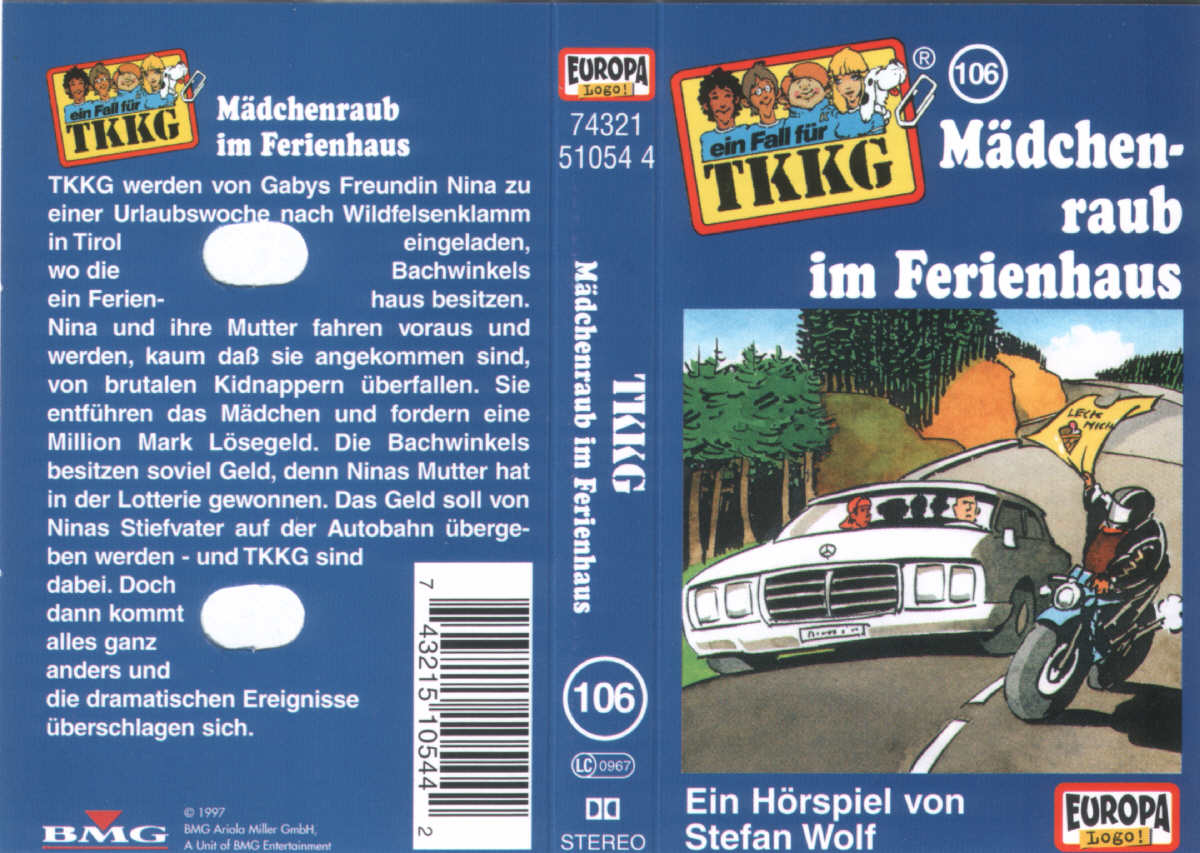 ein Fall für
TKKG
Mädchenraub
im Ferienhaus
TKKG werden von Gabys Freundin Nina zu
einer Urlaubswoche nach Wildfelsenklamm
in Tirol eingeladen,
wo die Bachwinkels
ein Ferien- haus besitzen.
Nina und ihre Mutter fahren voraus und
werden, kaum daß sie angekommen sind,
von brutalen Kidnappern überfallen. Sie
entführen das Mädchen und fordern eine
Million Mark Lösegeld. Die Bachwinkels
besitzen soviel Geld, denn Ninas Mutter hat
in der Lotterie gewonnen. Das Geld soll von
Ninas Stiefvater auf der Autobahn überge-
ben werden - und TKKG sind
dabei. Doch
dann kommt
alles ganz
anders und
die dramatischen Ereignisse
überschlagen sich.
BMG
© 1997
BMG Ariola Miller GmbH,
A Unit of BMG Entertainment
7 43215 10544 2
EUROPA
Logo!
74321
51054 4
TKKG
Mädchenraub im Ferienhaus
106
LC 0967
STEREO
ein Fall für
TKKG
®
106
Mädchen-
raub
im Ferienhaus
LECK
MICH
Ein Hörspiel von
Stefan Wolf
EUROPA
Logo!